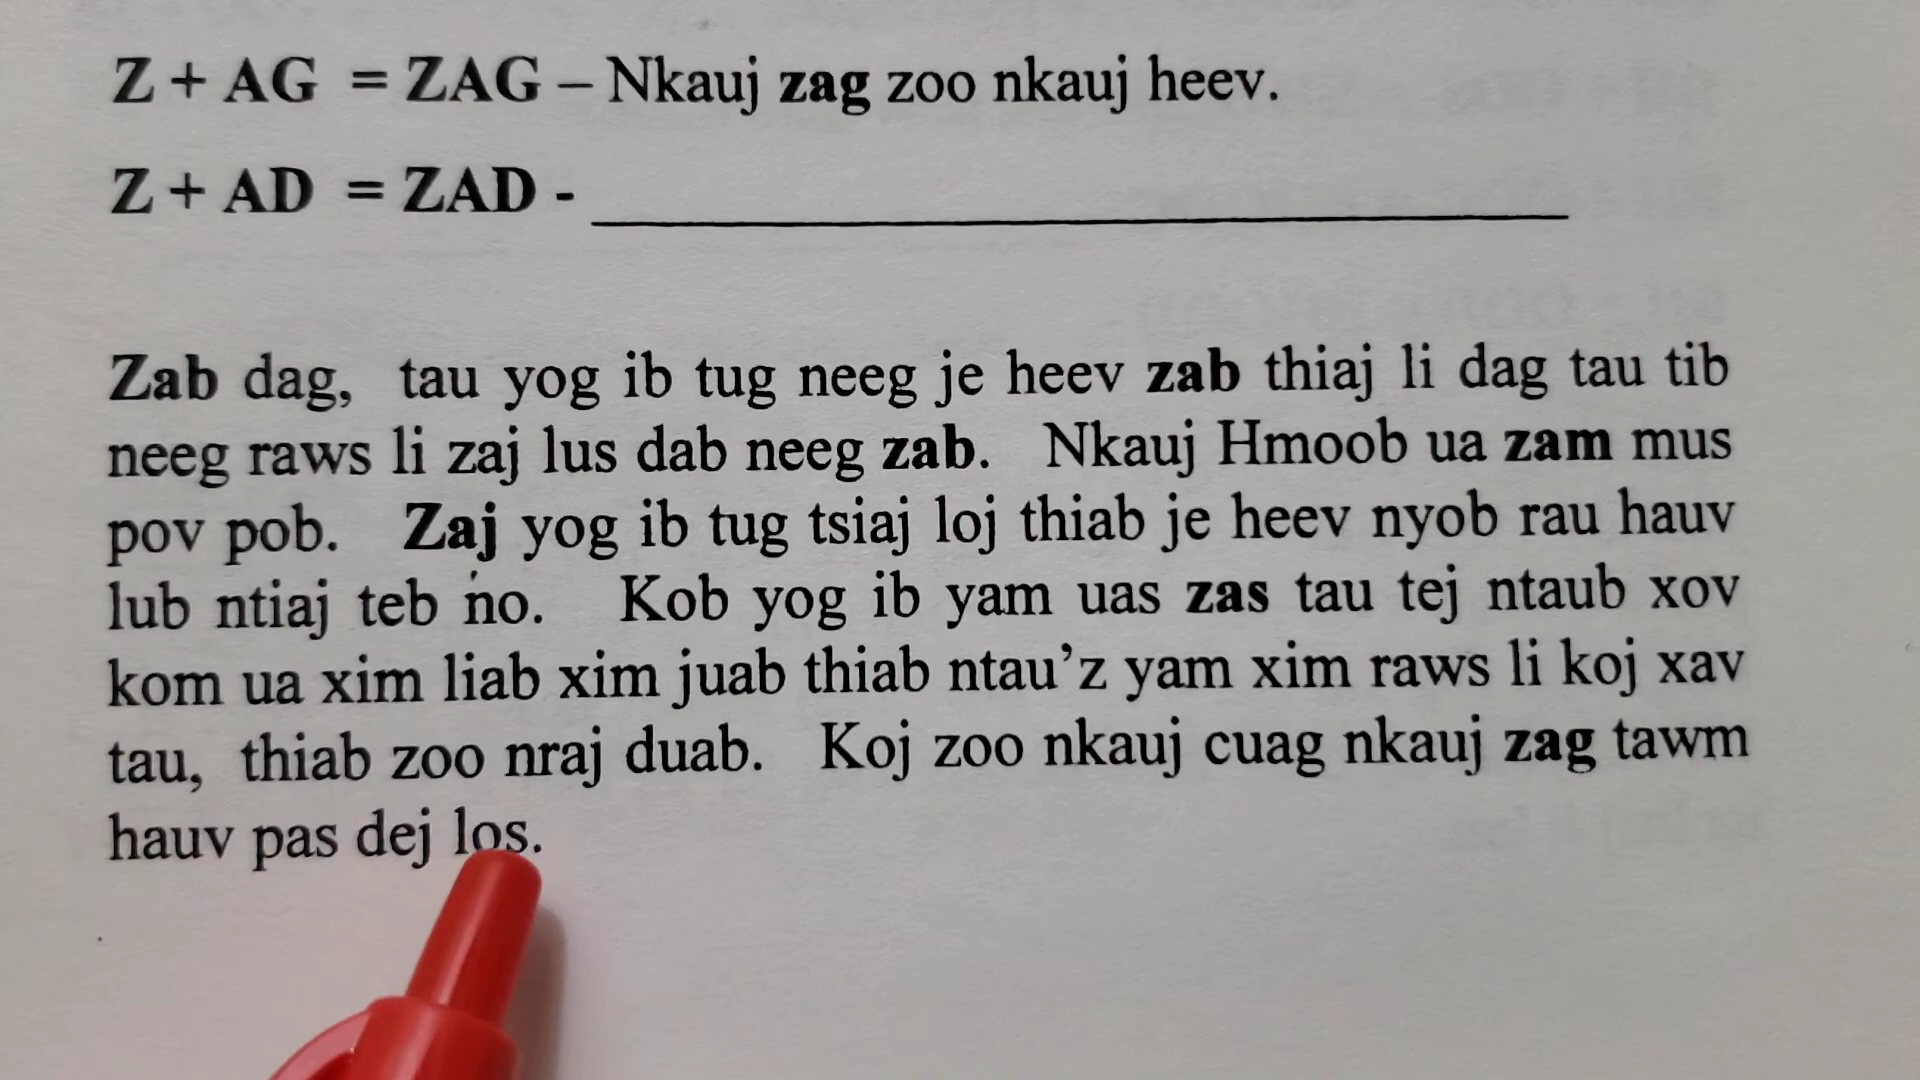 Z + AG = ZAG – Nkauj zag zoo nkauj heev.
Z + AD = ZAD -
Zab dag, tau yog ib tug neeg je heev zab thiaj li dag tau tib
neeg raws li zaj lus dab neeg zab. Nkauj Hmoob ua zam mus
pov pob. Zaj yog ib tug tsiaj loj thiab je heev nyob rau hauv
lub ntiaj teb no. Kob yog ib yam uas zas tau tej ntaub xov
kom ua xim liab xim juab thiab ntau’z yam xim raws li koj xav
tau, thiab zoo nraj duab. Koj zoo nkauj cuag nkauj zag tawm
hauv pas dej los.